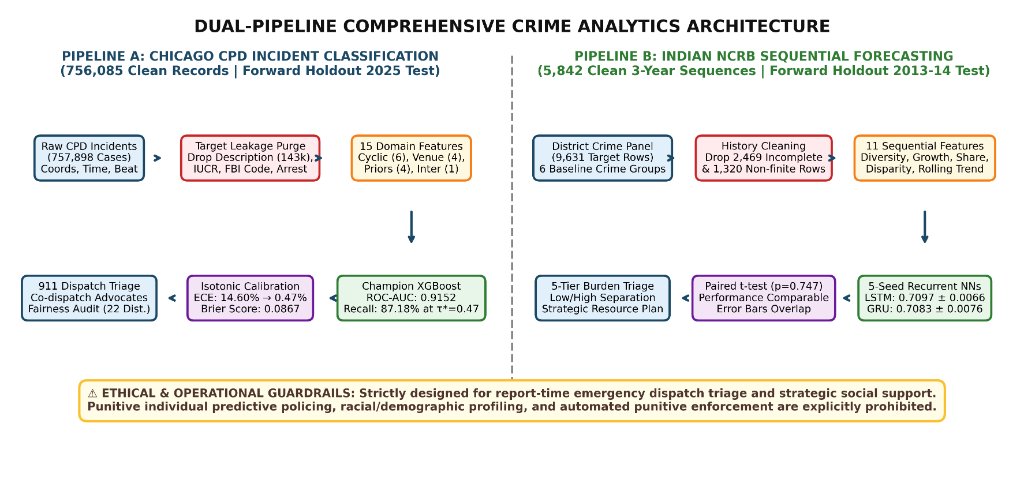 DUAL-PIPELINE COMPREHENSIVE CRIME ANALYTICS ARCHITECTURE
PIPELINE A: CHICAGO CPD INCIDENT CLASSIFICATION
(756,085 Clean Records | Forward Holdout 2025 Test)
Raw CPD Incidents
(757,898 Cases)
Coords, Time, Beat
Target Leakage Purge
Drop Description (143k),
IUCR, FBI Code, Arrest
15 Domain Features
Cyclic (6), Venue (4),
Priors (4), Inter (1)
911 Dispatch Triage
Co-dispatch Advocates
Fairness Audit (22 Dist.)
Isotonic Calibration
ECE: 14.60% → 0.47%
Brier Score: 0.0867
Champion XGBoost
ROC-AUC: 0.9152
Recall: 87.18% at τ*=0.47
PIPELINE B: INDIAN NCRB SEQUENTIAL FORECASTING
(5,842 Clean 3-Year Sequences | Forward Holdout 2013-14 Test)
District Crime Panel
(9,631 Target Rows)
6 Baseline Crime Groups
History Cleaning
Drop 2,469 Incomplete
& 1,320 Non-finite Rows
11 Sequential Features
Diversity, Growth, Share,
Disparity, Rolling Trend
5-Tier Burden Triage
Low/High Separation
Strategic Resource Plan
Paired t-test (p=0.747)
Performance Comparable
Error Bars Overlap
5-Seed Recurrent NNs
LSTM: 0.7097 ± 0.0066
GRU: 0.7083 ± 0.0076
⚠ ETHICAL & OPERATIONAL GUARDRAILS: Strictly designed for report-time emergency dispatch triage and strategic social support.
Punitive individual predictive policing, racial/demographic profiling, and automated punitive enforcement are explicitly prohibited.